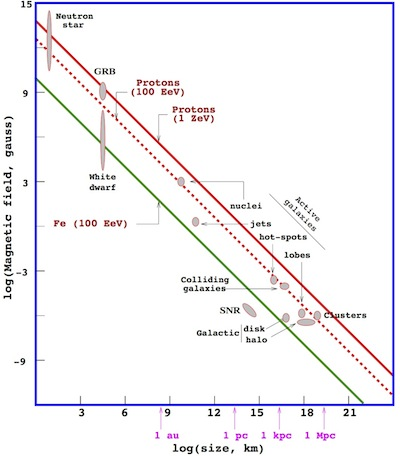 15
Neutron
star
GRB
Protons
(100 EeV)
9
Protons
(1 ZeV)
White
dwarf
3
nuclei
Active
galaxies
Fe (100 EeV)
jets
hot-spots
lobes
-3
Colliding
galaxies
SNR
Clusters
disk
Galactic
halo
-9
log(Magnetic field, gauss)
3 6 9 12 15 18 21
1 au 1 pc 1 kpc 1 Mpc
log(size, km)